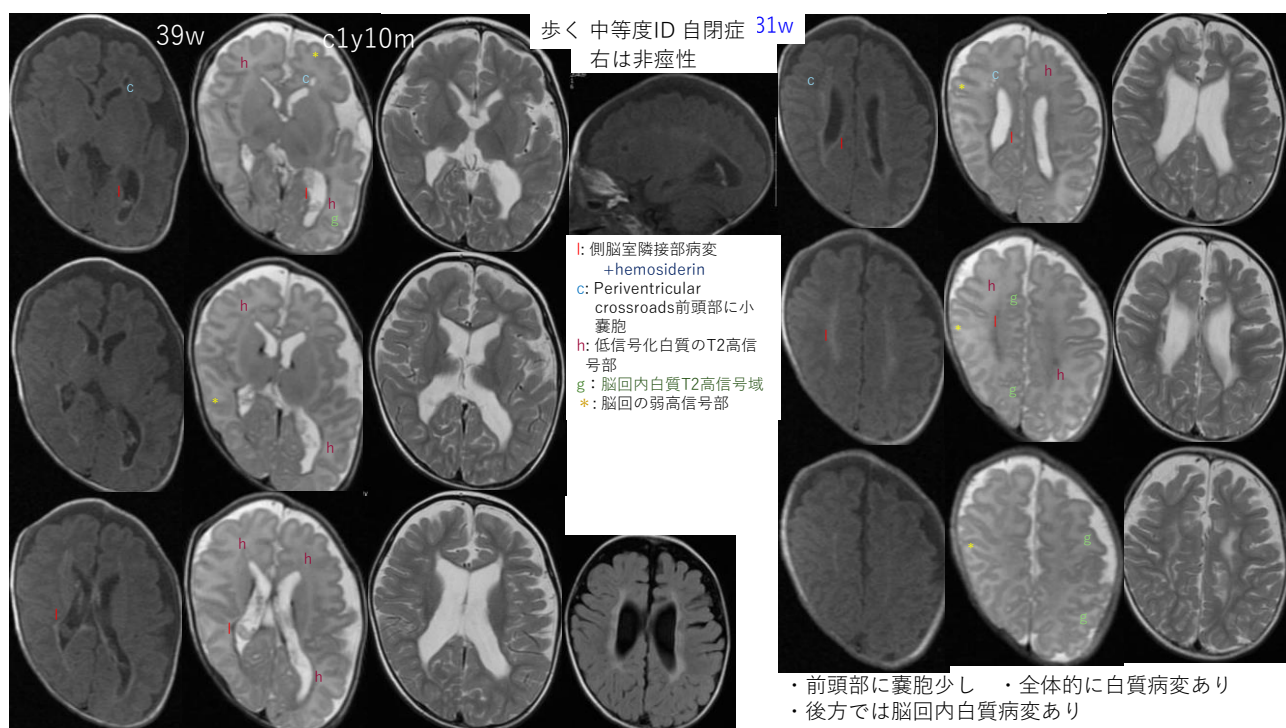 39w
c1y10m
歩く 中等度ID 自閉症 31w
右は非痙性
l: 側脳室隣接部病変
+hemosiderin
c: Periventricular
crossroads前頭部に小
嚢胞
h: 低信号化白質のT2高信
号部
g：脳回内白質T2高信号域
*: 脳回の弱高信号部
c
l
h
*
c
l
h
g
h
*
h
l
h
h
l
h
c
c
h
*
l
l
l
h
g
l
*
h
g
*
g
g
・前頭部に嚢胞少し ・全体的に白質病変あり
・後方では脳回内白質病変あり